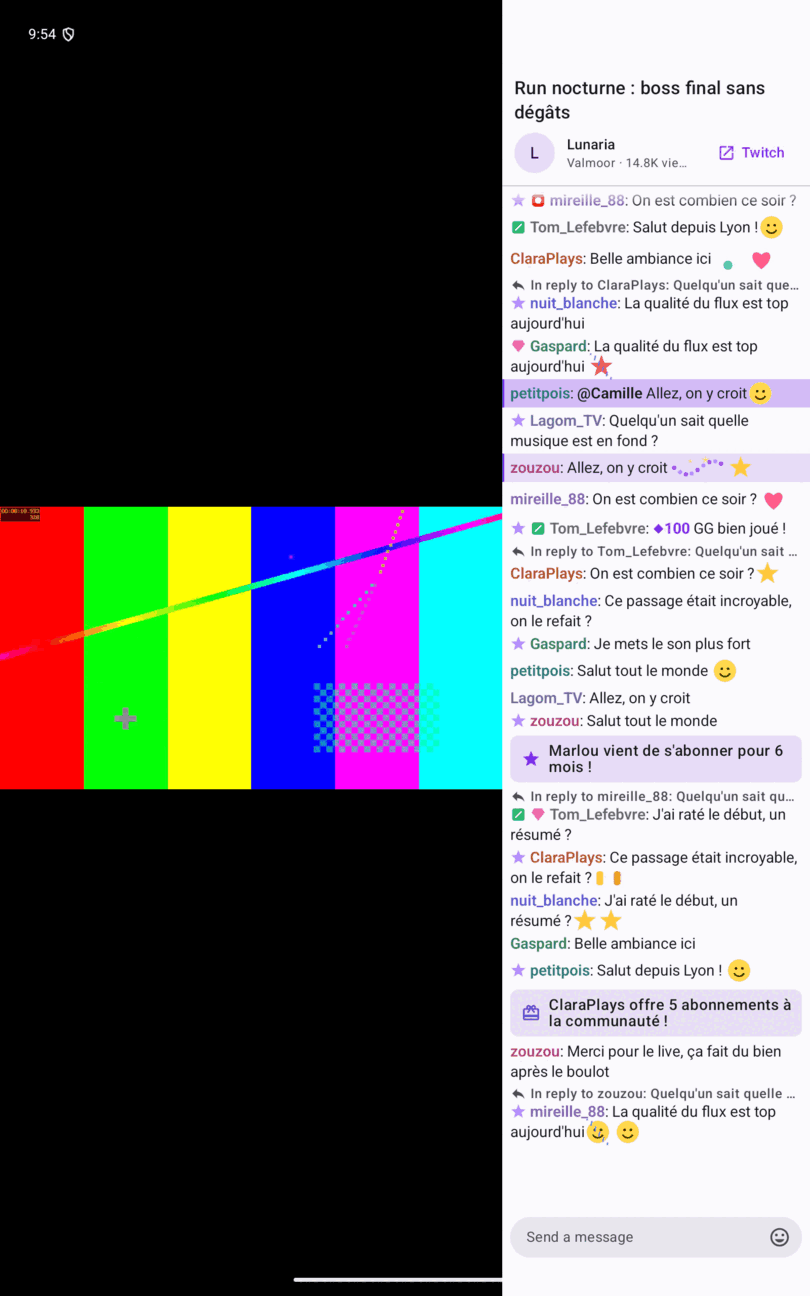 9:54
Run nocturne : boss final sans
dégâts
L
Lunaria
Valmoor · 14.8K vie…
Twitch
mireille_88: On est combien ce soir ?
Tom_Lefebvre: Salut depuis Lyon !
ClaraPlays: Belle ambiance ici
In reply to ClaraPlays: Quelqu'un sait que…
nuit_blanche: La qualité du flux est top
aujourd'hui
Gaspard: La qualité du flux est top
aujourd'hui
petitpois: @Camille Allez, on y croit
Lagom_TV: Quelqu'un sait quelle
musique est en fond ?
zouzou: Allez, on y croit
mireille_88: On est combien ce soir ?
Tom_Lefebvre: 100 GG bien joué !
In reply to Tom_Lefebvre: Quelqu'un sait …
ClaraPlays: On est combien ce soir ?
nuit_blanche: Ce passage était incroyable,
on le refait ?
Gaspard: Je mets le son plus fort
petitpois: Salut tout le monde
Lagom_TV: Allez, on y croit
zouzou: Salut tout le monde
Marlou vient de s'abonner pour 6
mois !
In reply to mireille_88: Quelqu'un sait qu…
Tom_Lefebvre: J'ai raté le début, un
résumé ?
ClaraPlays: Ce passage était incroyable,
on le refait ?
nuit_blanche: J'ai raté le début, un
résumé ?
Gaspard: Belle ambiance ici
petitpois: Salut depuis Lyon !
ClaraPlays offre 5 abonnements à
la communauté !
zouzou: Merci pour le live, ça fait du bien
après le boulot
In reply to zouzou: Quelqu'un sait quelle …
mireille_88: La qualité du flux est top
aujourd'hui
Send a message